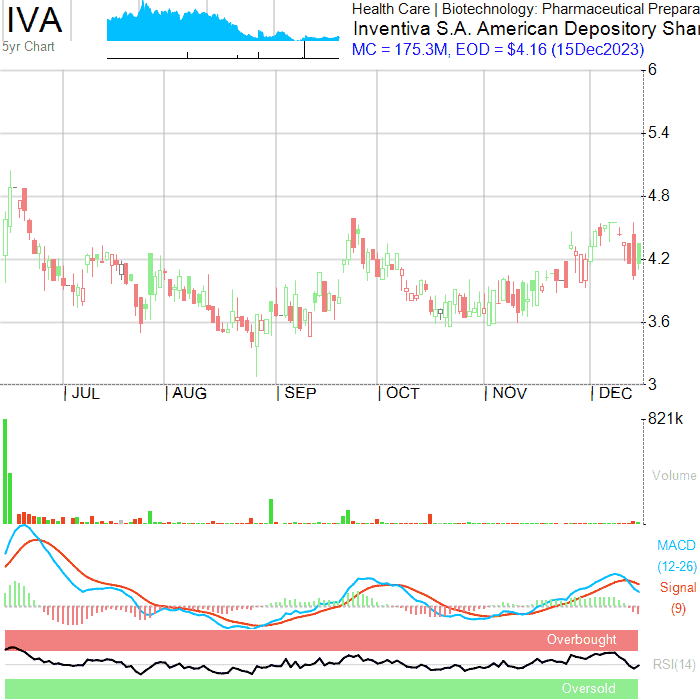 IVA
5yr Chart
Health Care | Biotechnology: Pharmaceutical Prepara
Inventiva S.A. American Depository Shar
MC = 175.3M, EOD = $4.16 (15Dec2023)
6
5.4
4.8
4.2
3.6
3
JUL AUG SEP OCT NOV DEC
821k
Volume
MACD
(12-26)
Signal
(9)
Overbought
RSI(14)
Oversold